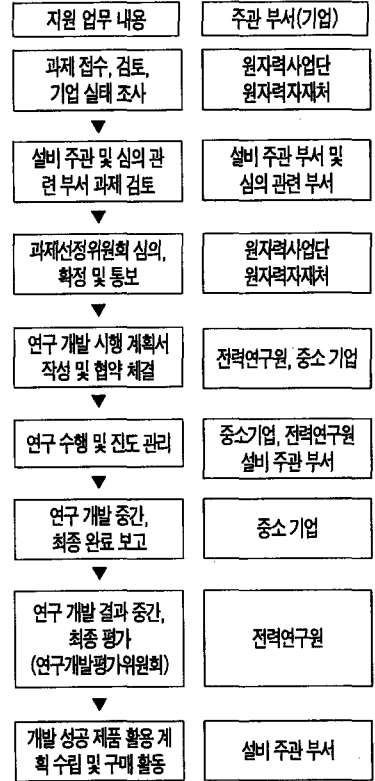 지원 업무 내용
주관 부서(기업)
과제 접수, 검토,
기업 실태 조사
원자력사업단
원자력자재처
▼
설비 주관 및 심의 관
련 부서 과제 검토
설비 주관 부서 및
심의 관련 부서
▼
과제선정위원회 심의,
확정 및 통보
원자력사업단
원자력자재처
▼
연구 개발 시행 계획서
작성 및 협약 체결
전력연구원, 중소 기업
▼
연구 수행 및 진도 관리
중소기업, 전력연구원
설비 주관 부서
▼
연구 개발 중간,
최종 완료 보고
중소 기업
▼
연구 개발 결과 중간,
최종 평가
(연구개발평가위원회)
전력연구원
▼
개발 성공 제품 활용 계
획 수립 및 구매 활동
설비 주관 부서